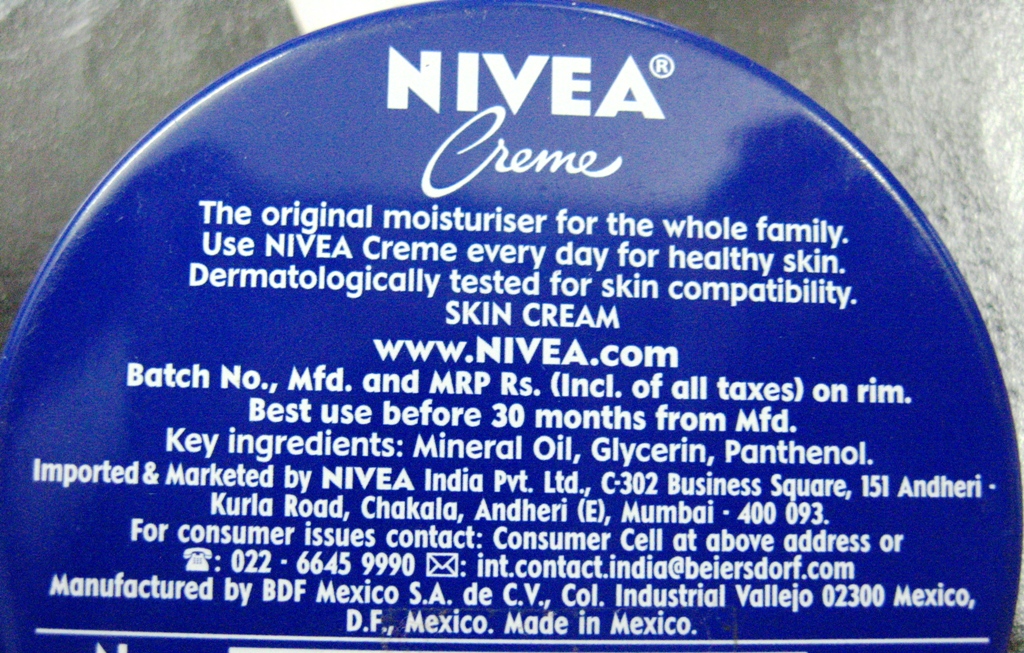 NIVEA®
Creme
The original moisturiser for the whole family.
Use NIVEA Creme every day for healthy skin.
Dermatologically tested for skin compatibility.
SKIN CREAM
www.NIVEA.com
Batch No., Mfd. and MRP Rs. (Incl. of all taxes) on rim.
Best use before 30 months from Mfd.
Key ingredients: Mineral Oil, Glycerin, Panthenol.
Imported & Marketed by NIVEA India Pvt. Ltd., C-302 Business Square, 151 Andheri -
Kurla Road, Chakala, Andheri (E), Mumbai - 400 093.
For consumer issues contact: Consumer Cell at above address or
☎: 022 - 6645 9990 ✉: int.contact.india@beiersdorf.com
Manufactured by BDF Mexico S.A. de C.V., Col. Industrial Vallejo 02300 Mexico,
D.F., Mexico. Made in Mexico.